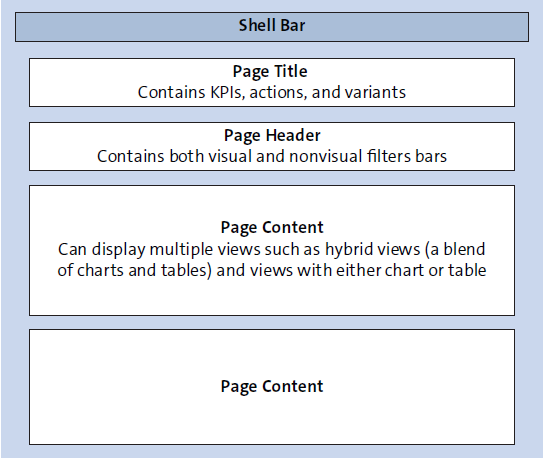 Shell Bar
Page Title
Contains KPIs, actions, and variants
Page Header
Contains both visual and nonvisual filters bars
Page Content
Can display multiple views such as hybrid views (a blend
of charts and tables) and views with either chart or table
Page Content